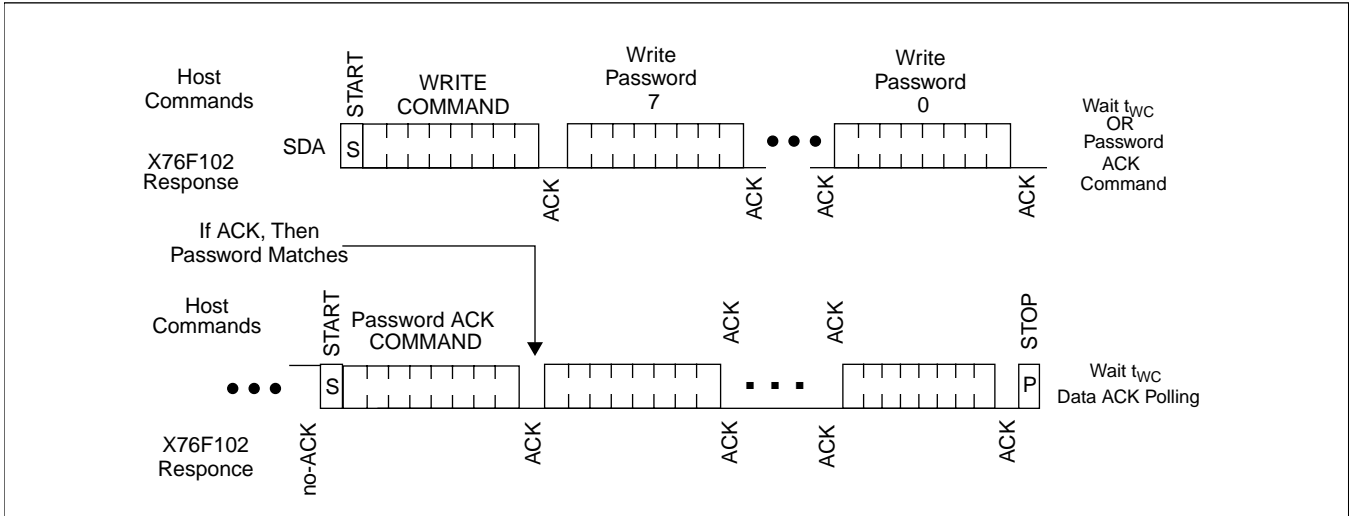 Host
Commands
START
WRITE
COMMAND
Write
Password
7
Write
Password
0
Wait tWC
OR
Password
ACK
Command
SDA
S
X76F102
Response
ACK
ACK
ACK
ACK
If ACK, Then
Password Matches
Host
Commands
START
Password ACK
COMMAND
ACK
ACK
STOP
S
P
Wait tWC
Data ACK Polling
X76F102
Responce
no-ACK
ACK
ACK
ACK
ACK